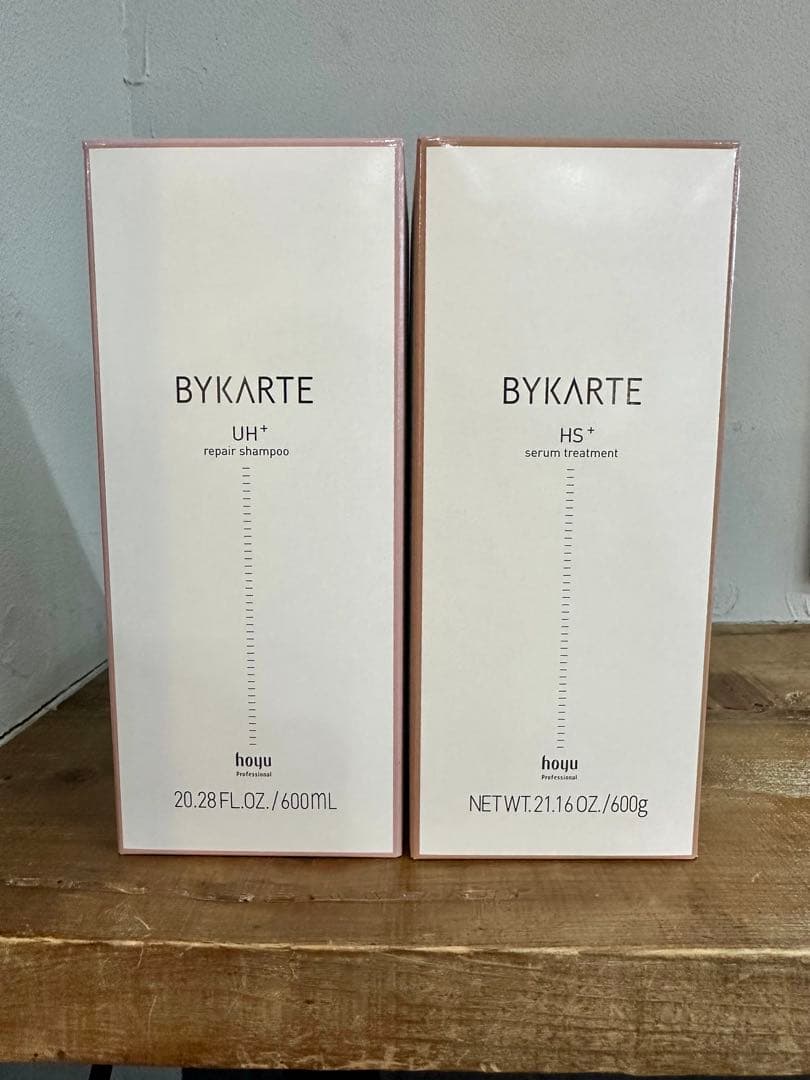 BYKARTE
UH+
repair shampoo
hoyu
Professional
20.28 FL.OZ./600mL
BYKARTE
HS+
serum treatment
hoyu
Professional
NET WT. 21.16 OZ./600g